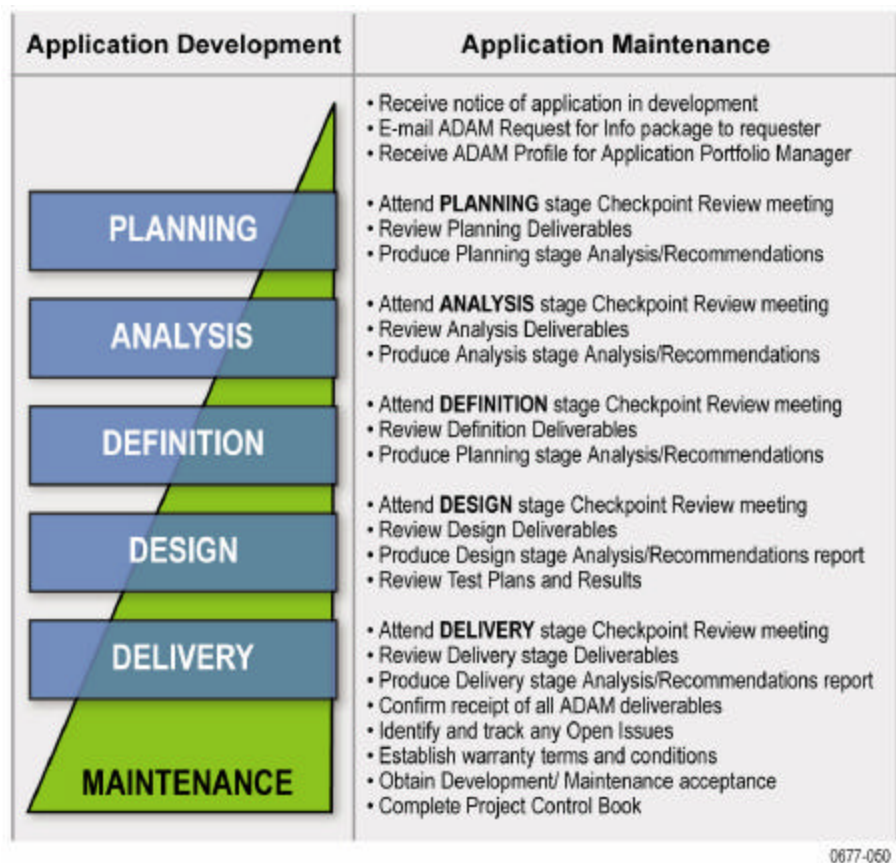 Application Development
Application Maintenance
• Receive notice of application in development
• E-mail ADAM Request for Info package to requester
• Receive ADAM Profile for Application Portfolio Manager
PLANNING
• Attend PLANNING stage Checkpoint Review meeting
• Review Planning Deliverables
• Produce Planning stage Analysis/Recommendations
ANALYSIS
• Attend ANALYSIS stage Checkpoint Review meeting
• Review Analysis Deliverables
• Produce Analysis stage Analysis/Recommendations
DEFINITION
• Attend DEFINITION stage Checkpoint Review meeting
• Review Definition Deliverables
• Produce Planning stage Analysis/Recommendations
DESIGN
• Attend DESIGN stage Checkpoint Review meeting
• Review Design Deliverables
• Produce Design stage Analysis/Recommendations report
• Review Test Plans and Results
DELIVERY
• Attend DELIVERY stage Checkpoint Review meeting
• Review Delivery stage Deliverables
• Produce Delivery stage Analysis/Recommendations report
• Confirm receipt of all ADAM deliverables
• Identify and track any Open Issues
• Establish warranty terms and conditions
MAINTENANCE
• Obtain Development/ Maintenance acceptance
• Complete Project Control Book
0677-050